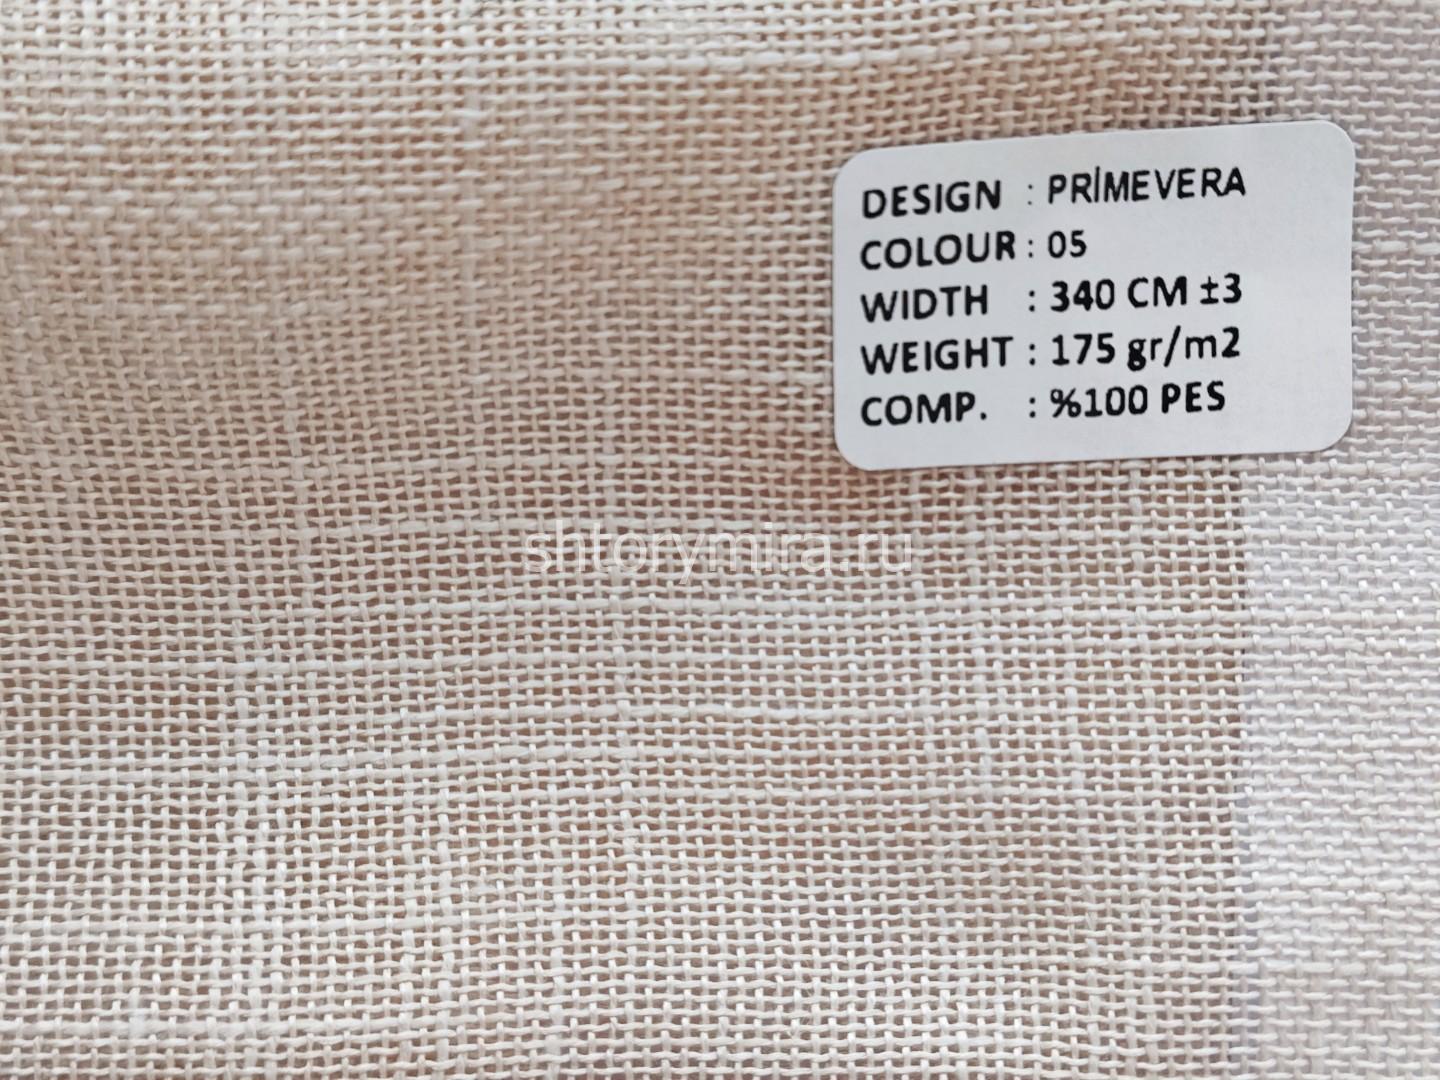 DESIGN : PRİMEVERA
COLOUR : 05
WIDTH : 340 CM ±3
WEIGHT : 175 gr/m2
COMP. : %100 PES
shtorymira.ru